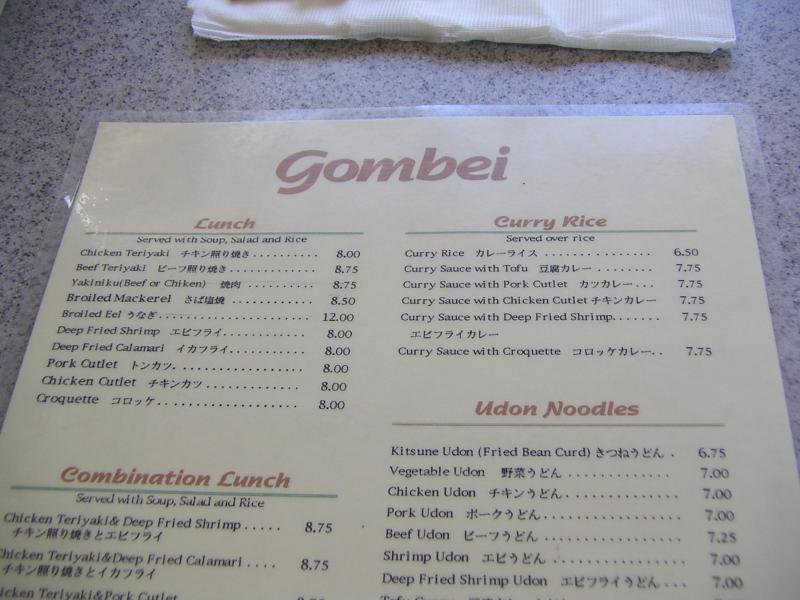 Gombei
Lunch
Served with Soup, Salad and Rice
Chicken Teriyaki チキン照り焼き.......... 8.00
Beef Teriyaki ビーフ照り焼き........... 8.75
Yakiniku(Beef or Chiken) 焼肉 .......... 8.75
Broiled Mackerel さば塩焼 ............ 8.50
Broiled Eel うなぎ...................... 12.00
Deep Fried Shrimp エビフライ............. 8.00
Deep Fried Calamari イカフライ............ 8.00
Pork Cutlet トンカツ................. 8.00
Chicken Cutlet チキンカツ ............. 8.00
Croquette コロッケ.................... 8.00
Combination Lunch
Served with Soup, Salad and Rice
Chicken Teriyaki& Deep Fried Shrimp ..... 8.75
チキン照り焼きとエビフライ
Chicken Teriyaki&Deep Fried Calamari .... 8.75
チキン照り焼きとイカフライ
Chicken Teriyaki&Pork Cutlet
Curry Rice
Served over rice
Curry Rice カレーライス ................ 6.50
Curry Sauce with Tofu 豆腐カレー ........ 7.75
Curry Sauce with Pork Cutlet カツカレー... 7.75
Curry Sauce with Chicken Cutlet チキンカレー 7.75
Curry Sauce with Deep Fried Shrimp....... 7.75
エビフライカレー
Curry Sauce with Croquette コロッケカレー.. 7.75
Udon Noodles
Kitsune Udon (Fried Bean Curd) きつねうどん . 6.75
Vegetable Udon 野菜うどん ............. 7.00
Chicken Udon チキンうどん............. 7.00
Pork Udon ポークうどん............... 7.00
Beef Udon ビーフうどん ............... 7.25
Shrimp Udon エビうどん .............. 7.00
Deep Fried Shrimp Udon エビフライうどん... 7.00